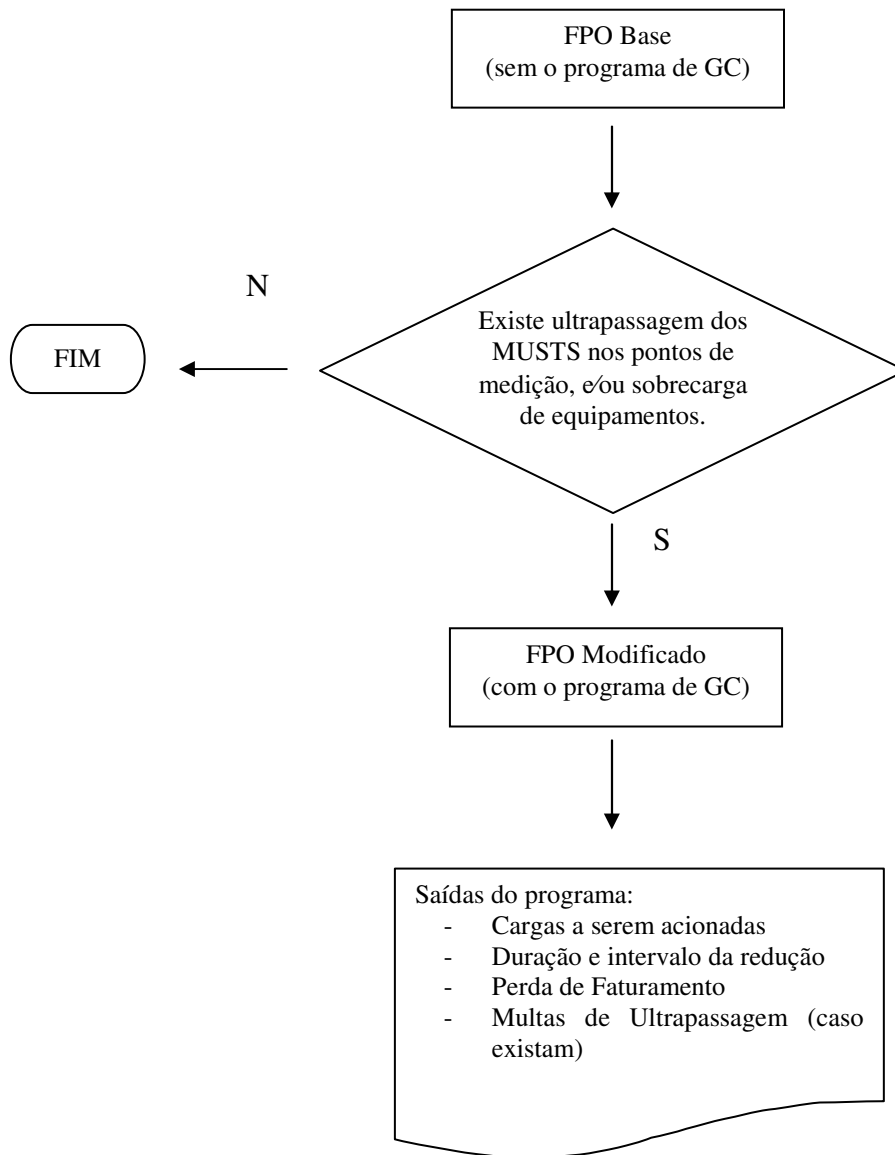 FPO Base
(sem o programa de GC)
N
Existe ultrapassagem dos
MUSTS nos pontos de
medição, e/ou sobrecarga
de equipamentos.
FIM
S
FPO Modificado
(com o programa de GC)
Saídas do programa:
- Cargas a serem acionadas
- Duração e intervalo da redução
- Perda de Faturamento
- Multas de Ultrapassagem (caso
existam)